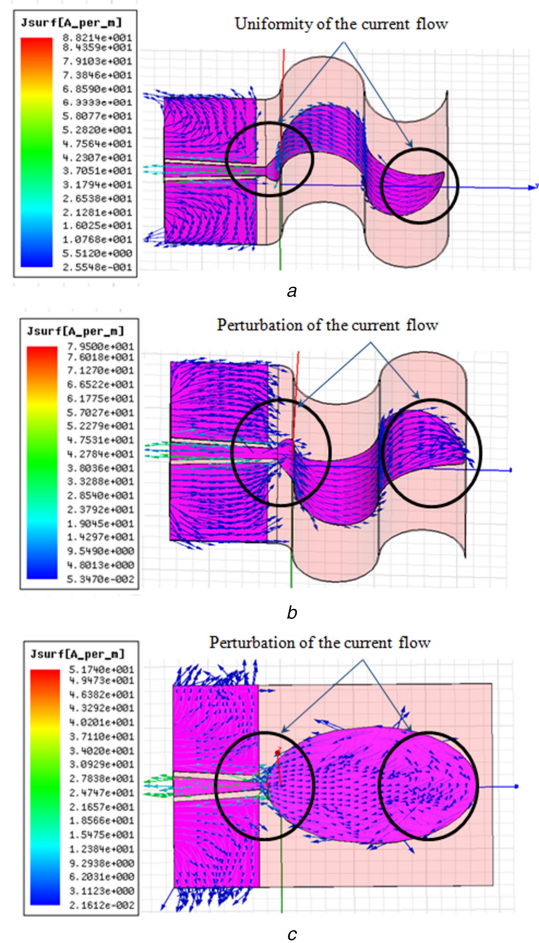 Jsurf[A_per_m]
Uniformity of the current flow
8.8214e+001
8.4359e+001
7.9103e+001
7.3846e+001
6.8590e+001
6.3333e+001
5.8077e+001
5.2820e+001
4.7564e+001
4.2307e+001
3.7051e+001
3.1794e+001
2.6538e+001
2.1281e+001
1.6025e+001
1.0768e+001
5.5120e+000
2.5548e-001
a
Jsurf[A_per_m]
Perturbation of the current flow
7.9500e+001
7.6018e+001
7.1270e+001
6.6522e+001
6.1775e+001
5.7027e+001
5.2279e+001
4.7531e+001
4.2784e+001
3.8036e+001
3.3288e+001
2.8540e+001
2.3792e+001
1.9045e+001
1.4297e+001
9.5490e+000
4.8013e+000
5.3470e-002
b
Jsurf[A_per_m]
Perturbation of the current flow
5.1740e+001
4.9473e+001
4.6382e+001
4.3292e+001
4.0201e+001
3.7110e+001
3.4020e+001
3.0929e+001
2.7838e+001
2.4747e+001
2.1657e+001
1.8566e+001
1.5475e+001
1.2384e+001
9.2938e+000
6.2031e+000
3.1123e+000
2.1612e-002
c